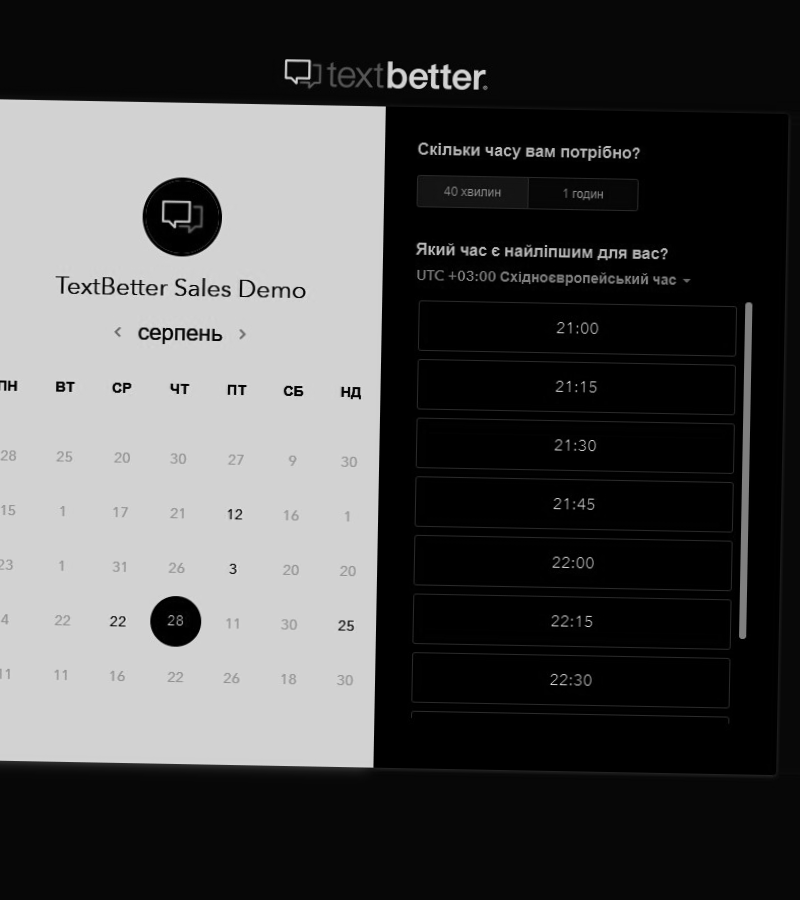 textbetter.
TextBetter Sales Demo
серпень
ПН ВТ СР ЧТ ПТ СБ НД
28 25 20 30 27 9 30
15 1 17 21 12 16 1
23 1 31 26 3 20 20
4 22 22 28 11 30 25
11 11 16 22 26 18 30
Скільки часу вам потрібно?
40 хвилин 1 годин
Який час є найліпшим для вас?
UTC +03:00 Східноєвропейський час
21:00
21:15
21:30
21:45
22:00
22:15
22:30